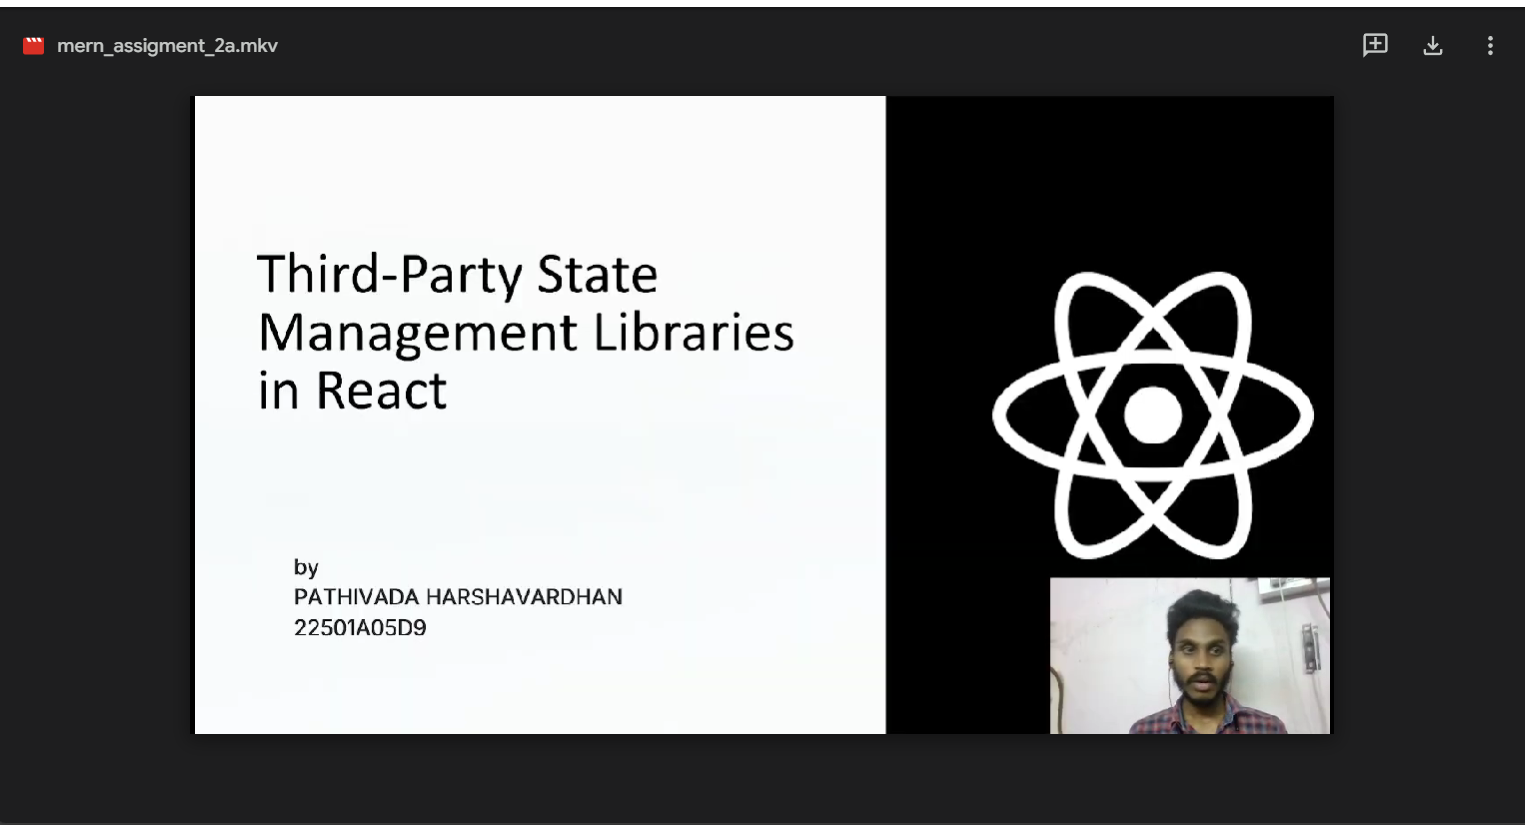 mern_assigment_2a.mkv
Third-Party State
Management Libraries
in React
by
PATHIVADA HARSHAVARDHAN
22501A05D9